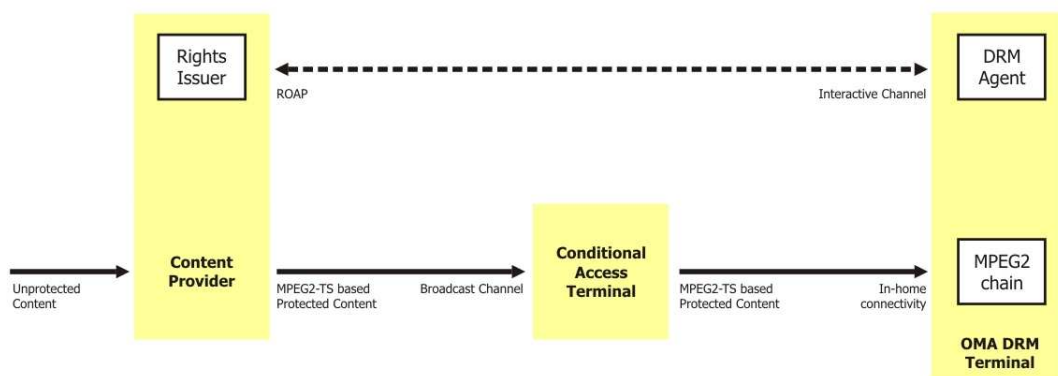 Rights
Issuer
DRM
Agent
ROAP
Interactive Channel
Content
Provider
Conditional
Access
Terminal
MPEG2
chain
Unprotected
Content
MPEG2-TS based
Protected Content
Broadcast Channel
MPEG2-TS based
Protected Content
In-home
connectivity
OMA DRM
Terminal